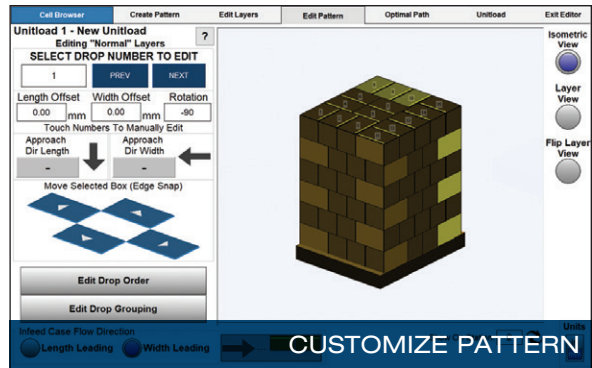 Cell Browser Create Pattern Edit Layers Edit Pattern Optimal Path Unitload Exit Editor
Unitload 1 - New Unitload
Editing "Normal" Layers
?
SELECT DROP NUMBER TO EDIT
1 PREV NEXT
Length Offset Width Offset Rotation
0.00 mm 0.00 mm -90
Touch Numbers To Manually Edit
Approach Approach
Dir Length Dir Width
- -
Move Selected Box (Edge Snap)
Edit Drop Order
Edit Drop Grouping
Infeed Case Flow Direction
Length Leading Width Leading
Isometric
View
Layer
View
Flip Layer
View
Units
CUSTOMIZE PATTERN